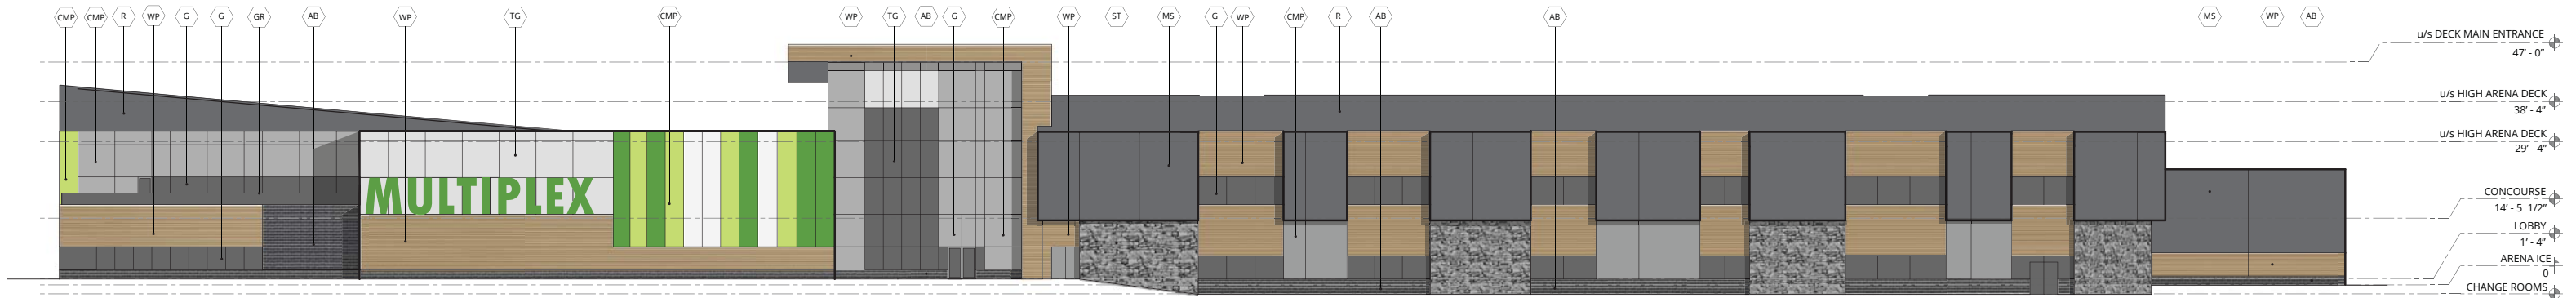 CMP CMP R WP G G GR AB WP TG CMP WP TG AB G CMP WP ST MS G WP CMP R AB AB MS WP AB
u/s DECK MAIN ENTRANCE
47' - 0"
u/s HIGH ARENA DECK
38' - 4"
u/s HIGH ARENA DECK
29' - 4"
MULTIPLEX
CONCOURSE
14' - 5 1/2"
LOBBY
1' - 4"
ARENA ICE
0
CHANGE ROOMS